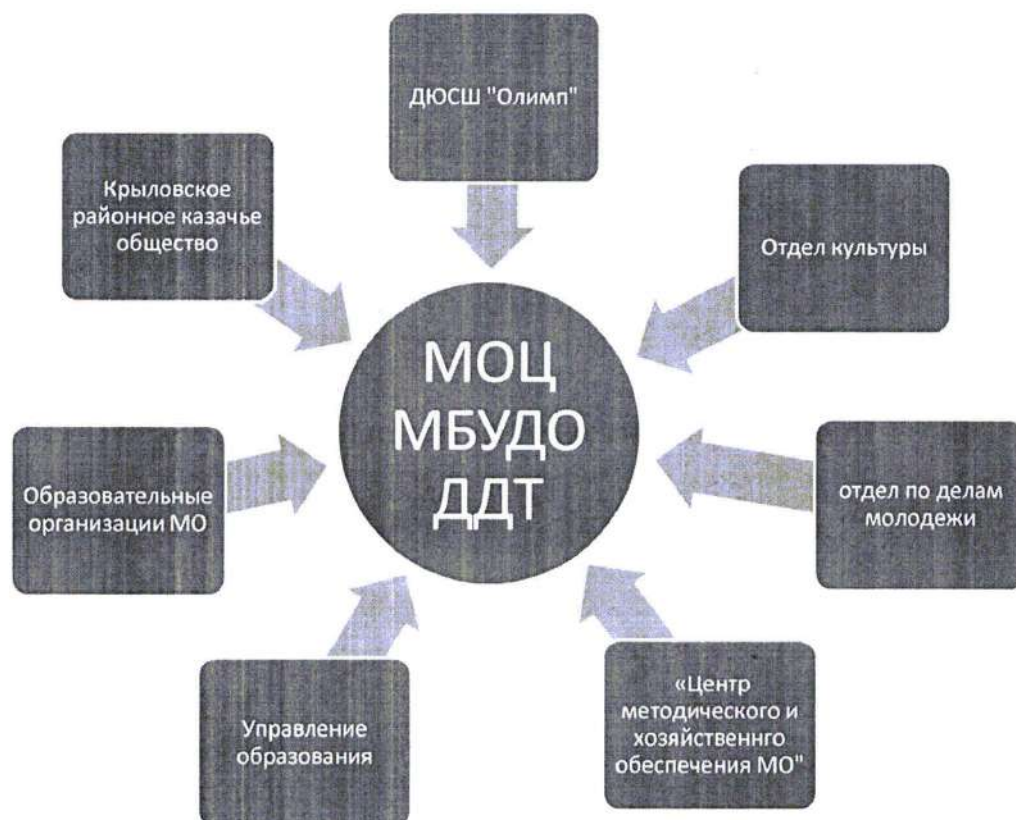 ДЮСШ "Олимп"
Крыловское
районное казачье
общество
Отдел культуры
МОЦ
МБУДО
ДДТ
Образовательные
организации МО
отдел по делам
молодежи
Управление
образования
«Центр
методического и
хозяйственнго
обеспечения МО"